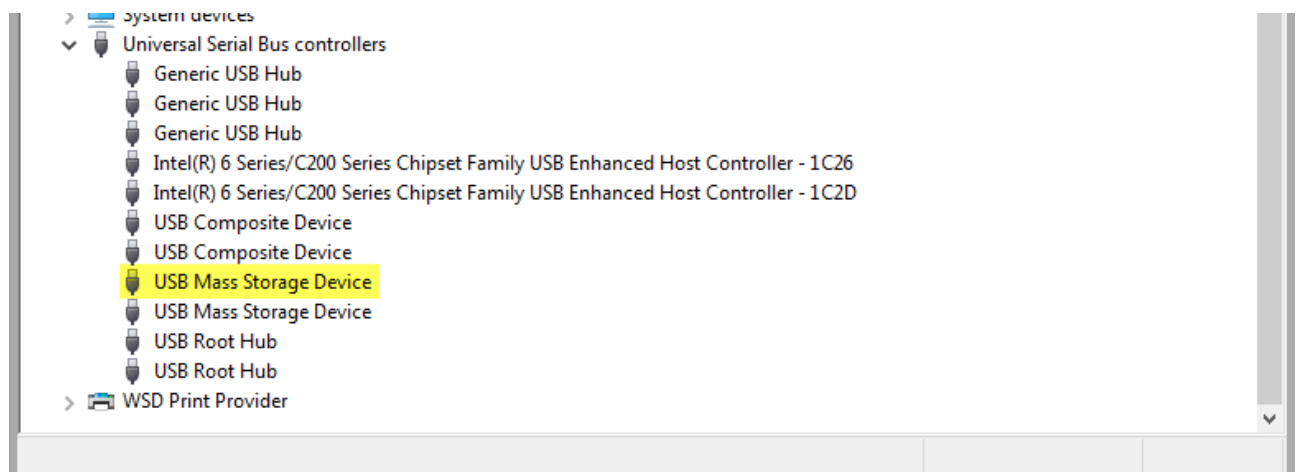 System devices
Universal Serial Bus controllers
Generic USB Hub
Generic USB Hub
Generic USB Hub
Intel(R) 6 Series/C200 Series Chipset Family USB Enhanced Host Controller - 1C26
Intel(R) 6 Series/C200 Series Chipset Family USB Enhanced Host Controller - 1C2D
USB Composite Device
USB Composite Device
USB Mass Storage Device
USB Mass Storage Device
USB Root Hub
USB Root Hub
WSD Print Provider